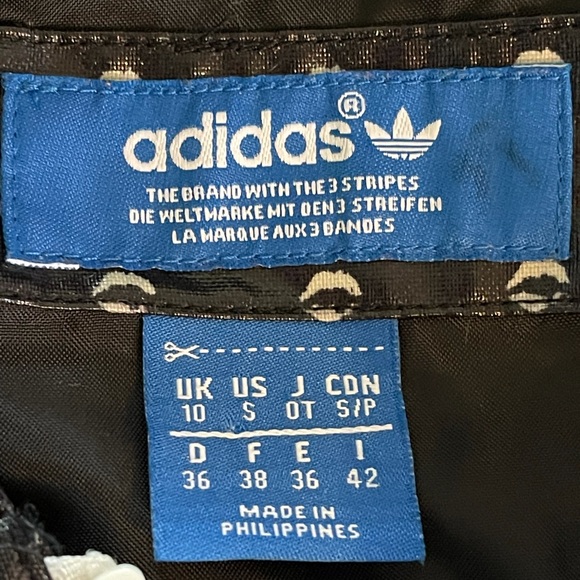 adidas®
THE BRAND WITH THE 3 STRIPES
DIE WELTMARKE MIT DEN 3 STREIFEN
LA MARQUE AUX 3 BANDES
UK US J CDN
10 S OT S/P
D F E I
36 38 36 42
MADE IN
PHILIPPINES